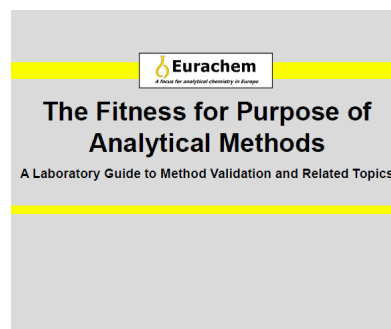 Eurachem
A focus for analytical chemistry in Europe
The Fitness for Purpose of
Analytical Methods
A Laboratory Guide to Method Validation and Related Topics